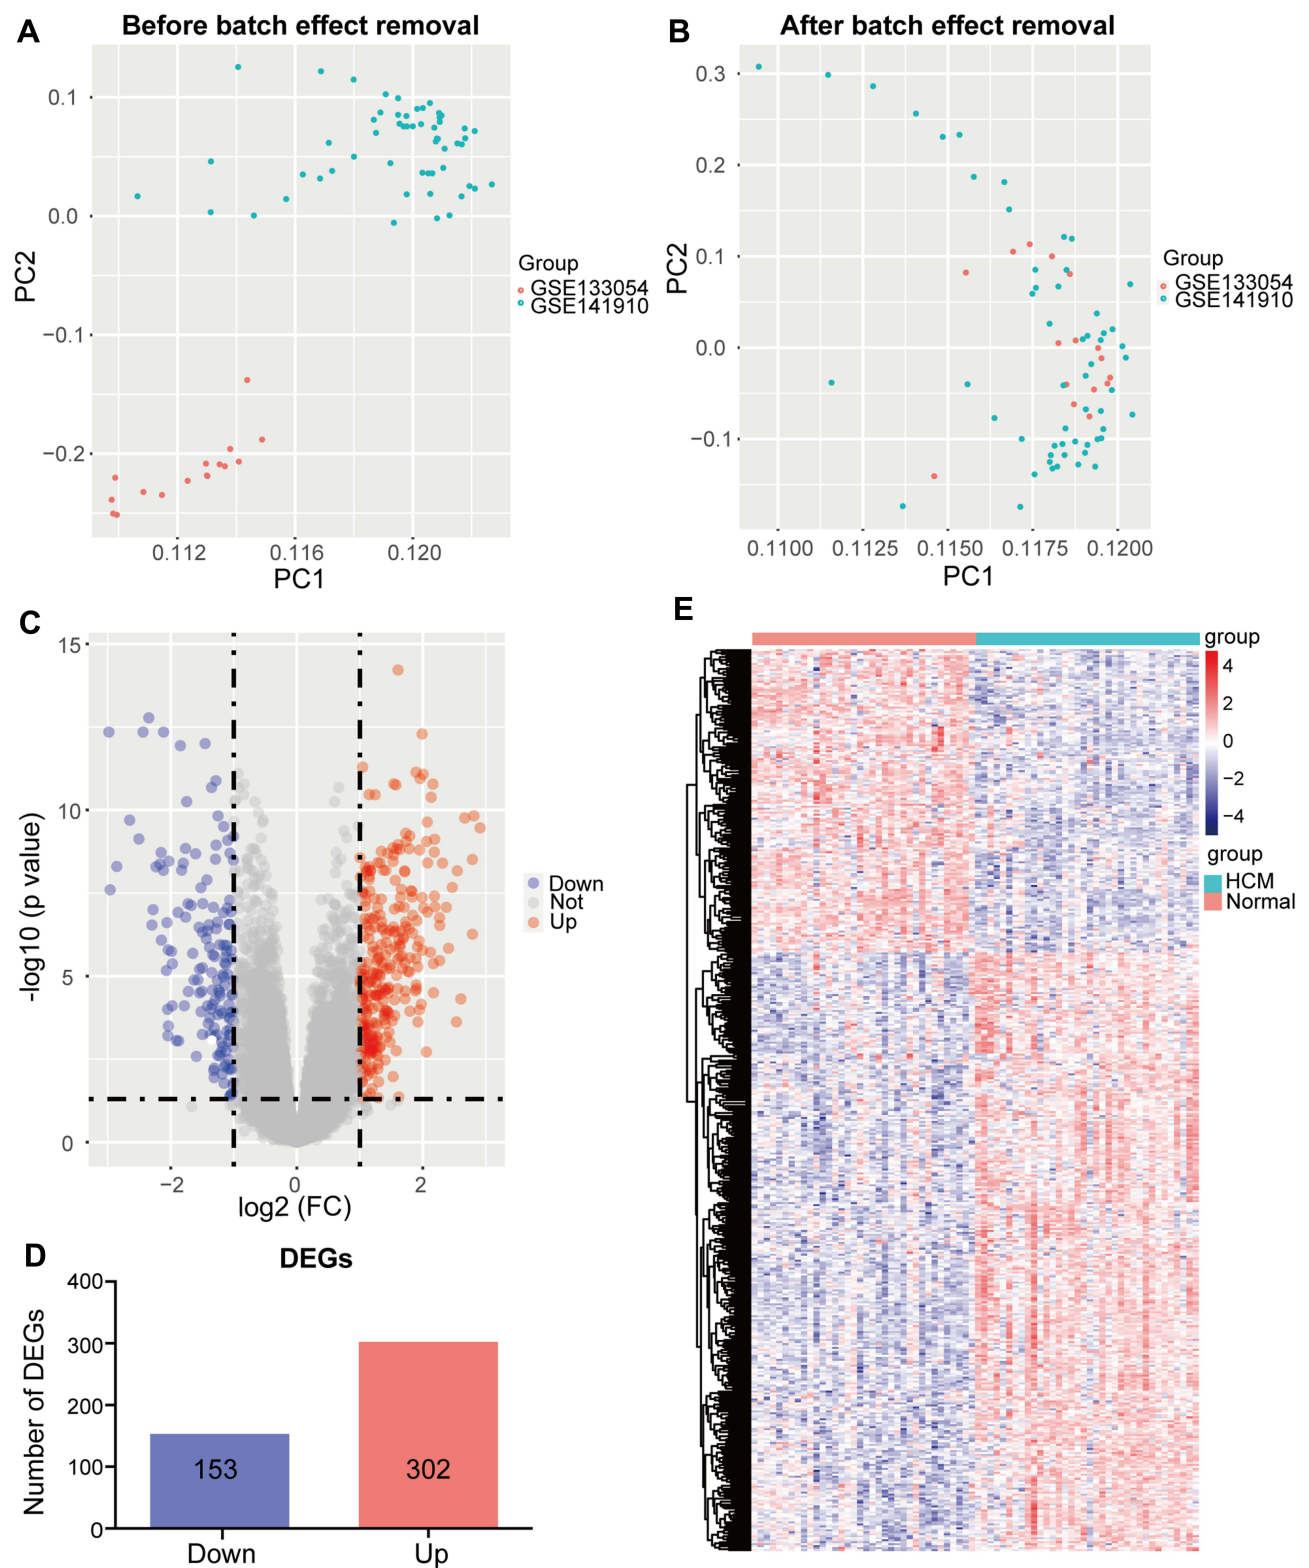 A
Before batch effect removal
0.1
0.0
−0.1
−0.2
PC2
0.112
0.116
0.120
PC1
Group
GSE133054
GSE141910
B
After batch effect removal
0.3
0.2
0.1
0.0
−0.1
PC2
0.1100
0.1125
0.1150
0.1175
0.1200
PC1
Group
GSE133054
GSE141910
C
15
10
5
0
-log10 (p value)
−2
0
2
log2 (FC)
Down
Not
Up
D
DEGs
400
300
200
100
0
Number of DEGs
153
302
Down
Up
E
group
4
2
0
−2
−4
group
HCM
Normal